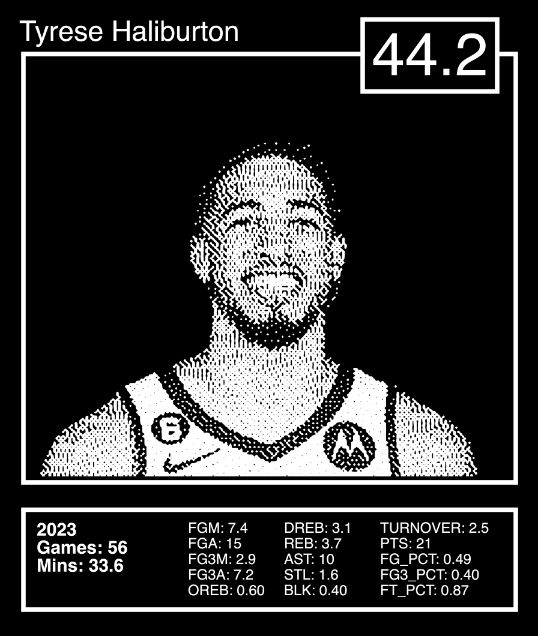 Tyrese Haliburton
44.2
6
2023
Games: 56
Mins: 33.6
FGM: 7.4
FGA: 15
FG3M: 2.9
FG3A: 7.2
OREB: 0.60
DREB: 3.1
REB: 3.7
AST: 10
STL: 1.6
BLK: 0.40
TURNOVER: 2.5
PTS: 21
FG_PCT: 0.49
FG3_PCT: 0.40
FT_PCT: 0.87